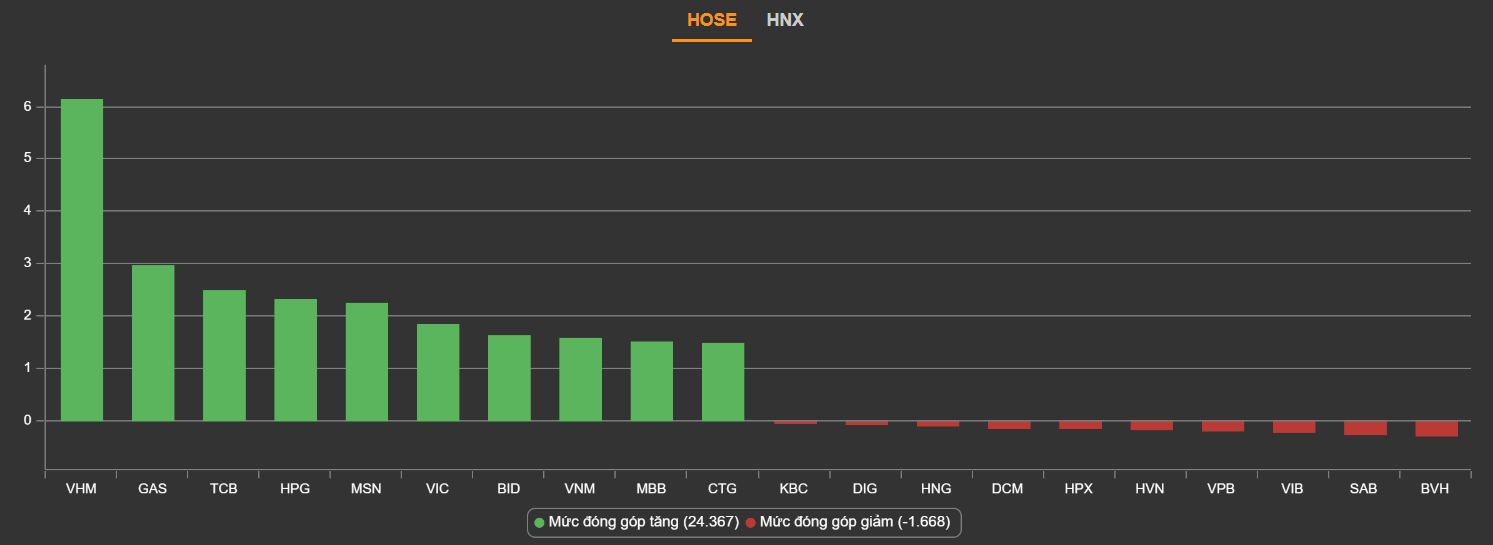 HOSE HNX
6
5
4
3
2
1
0
VHM GAS TCB HPG MSN VIC BID VNM MBB CTG KBC DIG HNG DCM HPX HVN VPB VIB SAB BVH
Mức đóng góp tăng (24.367) Mức đóng góp giảm (-1.668)